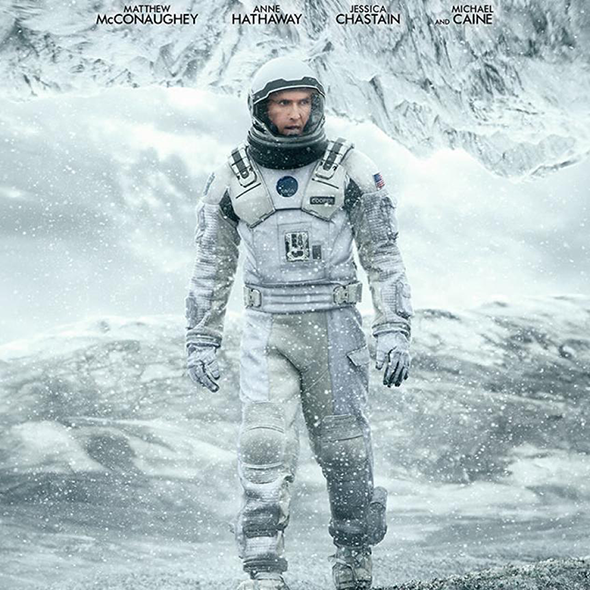 MATTHEW
McCONAUGHEY
ANNE
HATHAWAY
JESSICA
CHASTAIN
MICHAEL
AND CAINE
COOPER